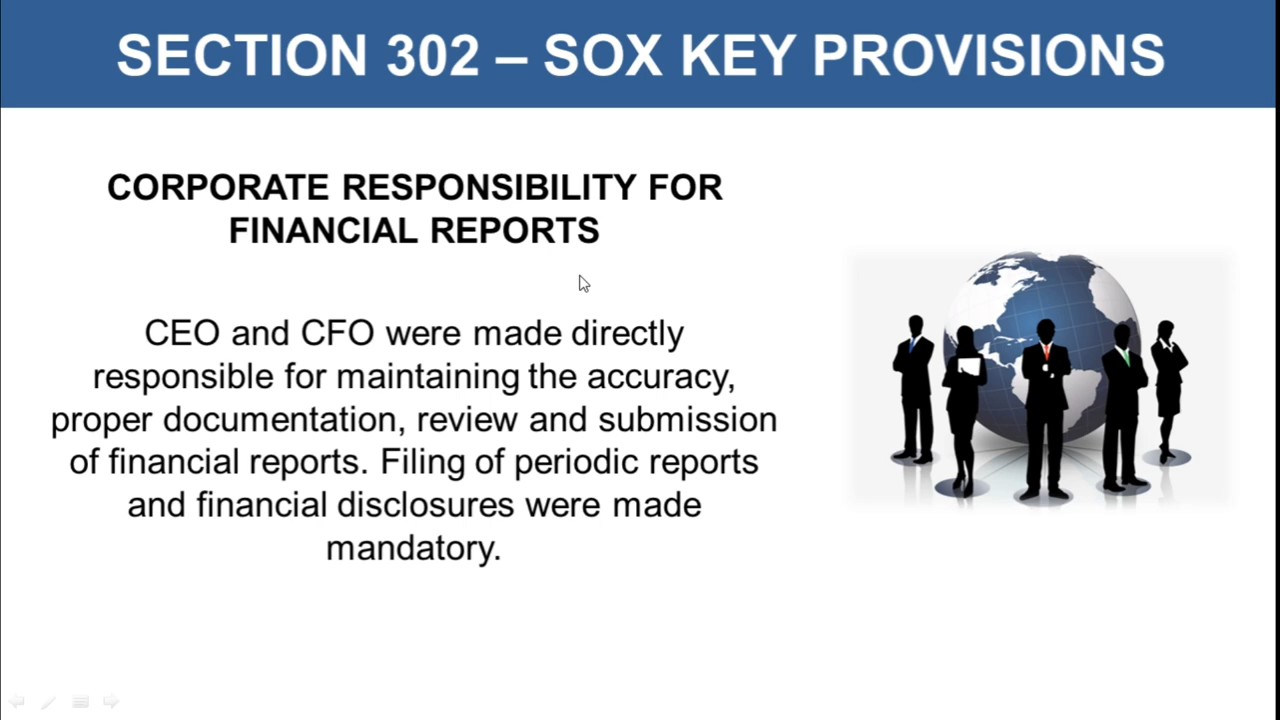 SECTION 302 – SOX KEY PROVISIONS
CORPORATE RESPONSIBILITY FOR
FINANCIAL REPORTS
CEO and CFO were made directly
responsible for maintaining the accuracy,
proper documentation, review and submission
of financial reports. Filing of periodic reports
and financial disclosures were made
mandatory.